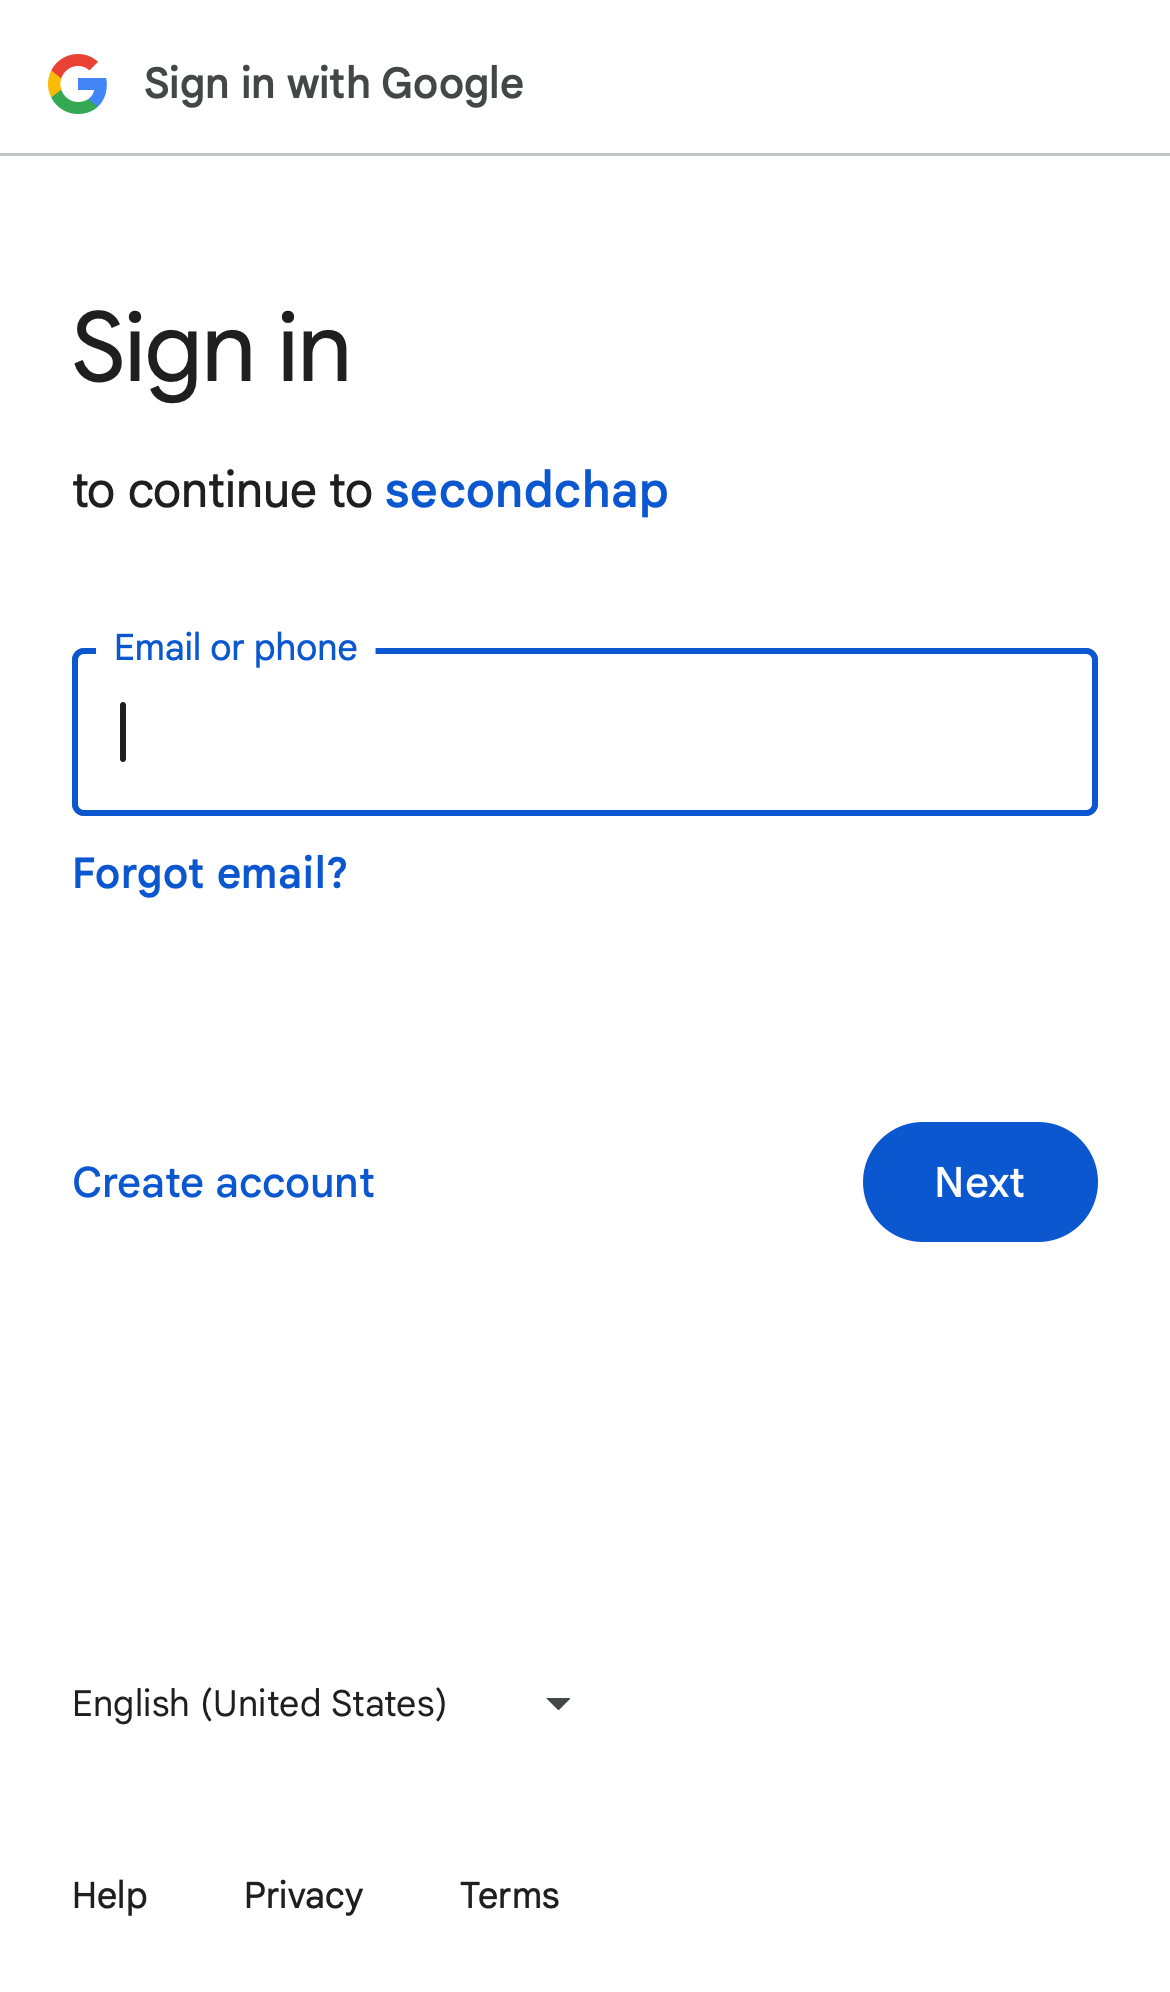 Sign in with Google
Sign in
to continue to secondchap
Email or phone
Forgot email?
Create account
Next
English (United States)
Help Privacy Terms